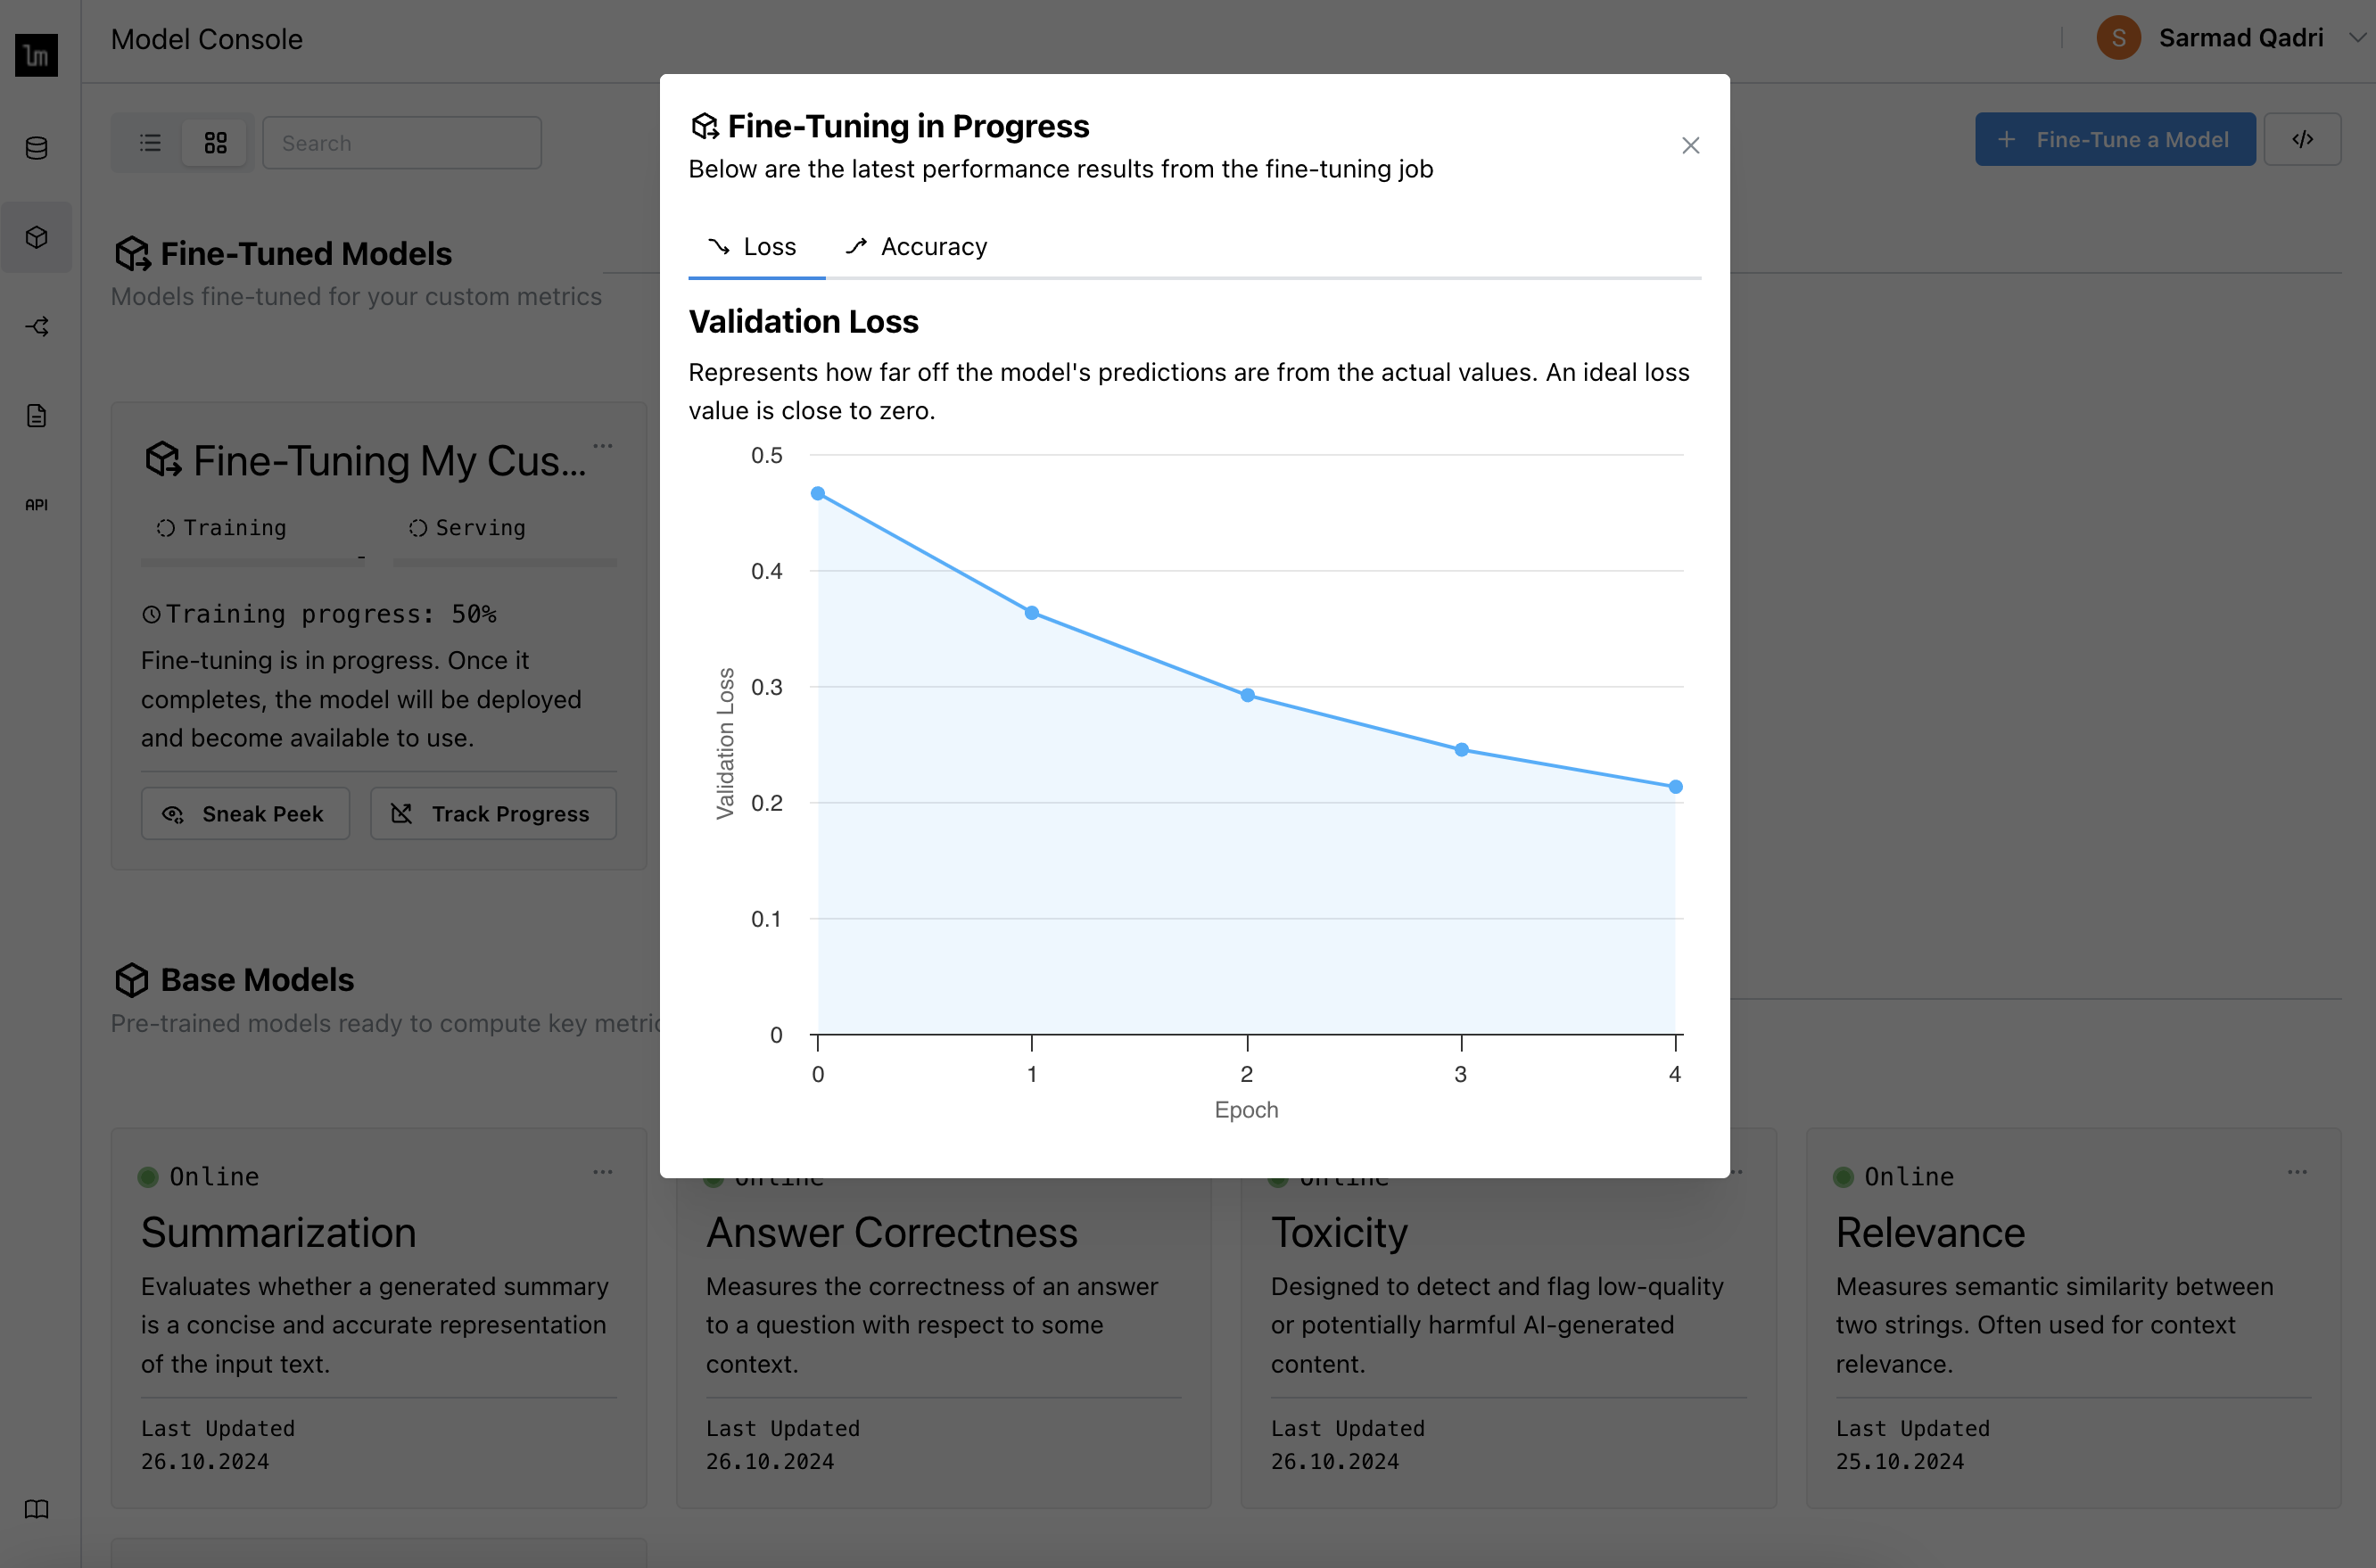 lm
Model Console
S
Sarmad Qadri
Search
Fine-Tune a Model
</>
Fine-Tuned Models
Models fine-tuned for your custom metrics
Fine-Tuning My Cus...
Training
Serving
-
Training progress: 50%
Fine-tuning is in progress. Once it
completes, the model will be deployed
and become available to use.
Sneak Peek
Track Progress
API
Fine-Tuning in Progress
Below are the latest performance results from the fine-tuning job
Loss
Accuracy
Validation Loss
Represents how far off the model's predictions are from the actual values. An ideal loss
value is close to zero.
0.5
0.4
0.3
0.2
0.1
0
Validation Loss
0 1 2 3 4
Epoch
Base Models
Pre-trained models ready to compute key
Online
Summarization
Evaluates whether a generated summary
is a concise and accurate representation
of the input text.
Last Updated
26.10.2024
Online
Answer Correctness
Measures the correctness of an answer
to a question with respect to some
context.
Last Updated
26.10.2024
Online
Toxicity
Designed to detect and flag low-quality
or potentially harmful AI-generated
content.
Last Updated
26.10.2024
Online
Relevance
Measures semantic similarity between
two strings. Often used for context
relevance.
Last Updated
25.10.2024